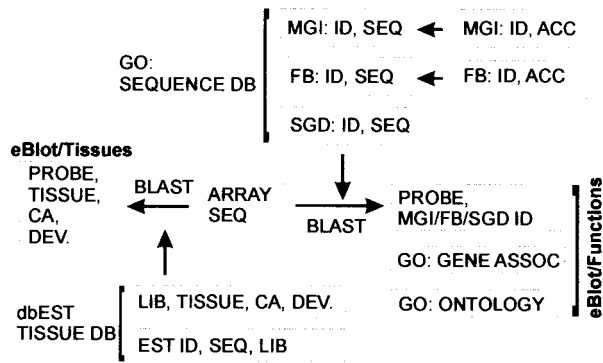 MGI: ID, SEQ
MGI: ID, ACC
GO:
SEQUENCE DB
FB: ID, SEQ
FB: ID, ACC
SGD: ID, SEQ
eBlot/Tissues
PROBE,
TISSUE,
CA,
DEV.
BLAST
ARRAY
SEQ
BLAST
PROBE,
MGI/FB/SGD ID
GO: GENE ASSOC
GO: ONTOLOGY
eBlot/Functions
dbEST
TISSUE DB
LIB, TISSUE, CA, DEV.
EST ID, SEQ, LIB